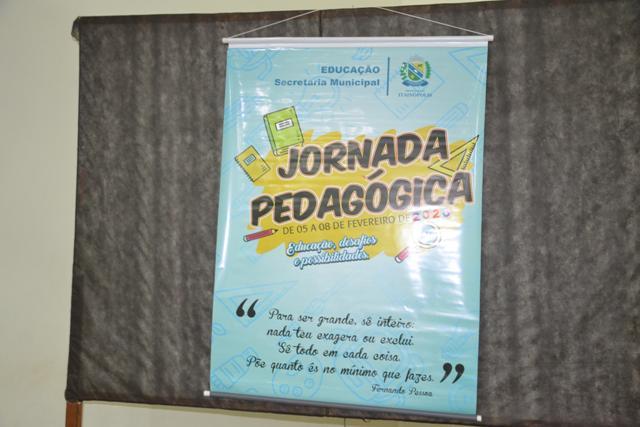 EDUCAÇÃO
Secretaria Municipal
ITAINÓPOLIS
JORNADA
PEDAGÓGICA
DE 05 A 08 DE FEVEREIRO DE 2020
Educação, desafios
e possibilidades.
“ Para ser grande, sê inteiro:
nada teu exagera ou exclui.
Sê todo em cada coisa.
Põe quanto és no mínimo que fazes. ”
Fernando Pessoa